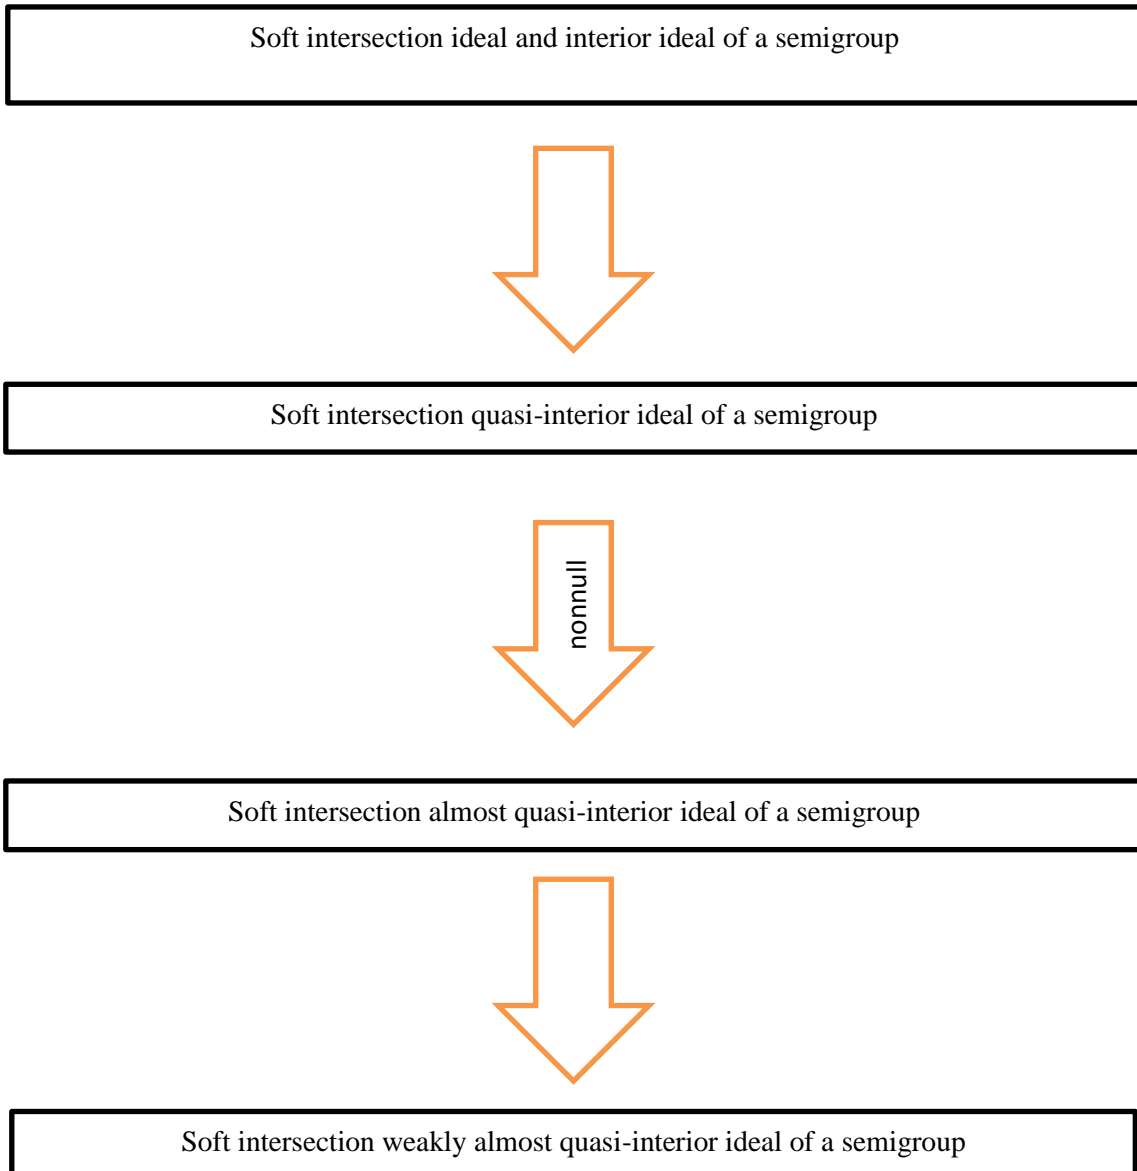 Soft intersection ideal and interior ideal of a semigroup
Soft intersection quasi-interior ideal of a semigroup
nonnull
Soft intersection almost quasi-interior ideal of a semigroup
Soft intersection weakly almost quasi-interior ideal of a semigroup